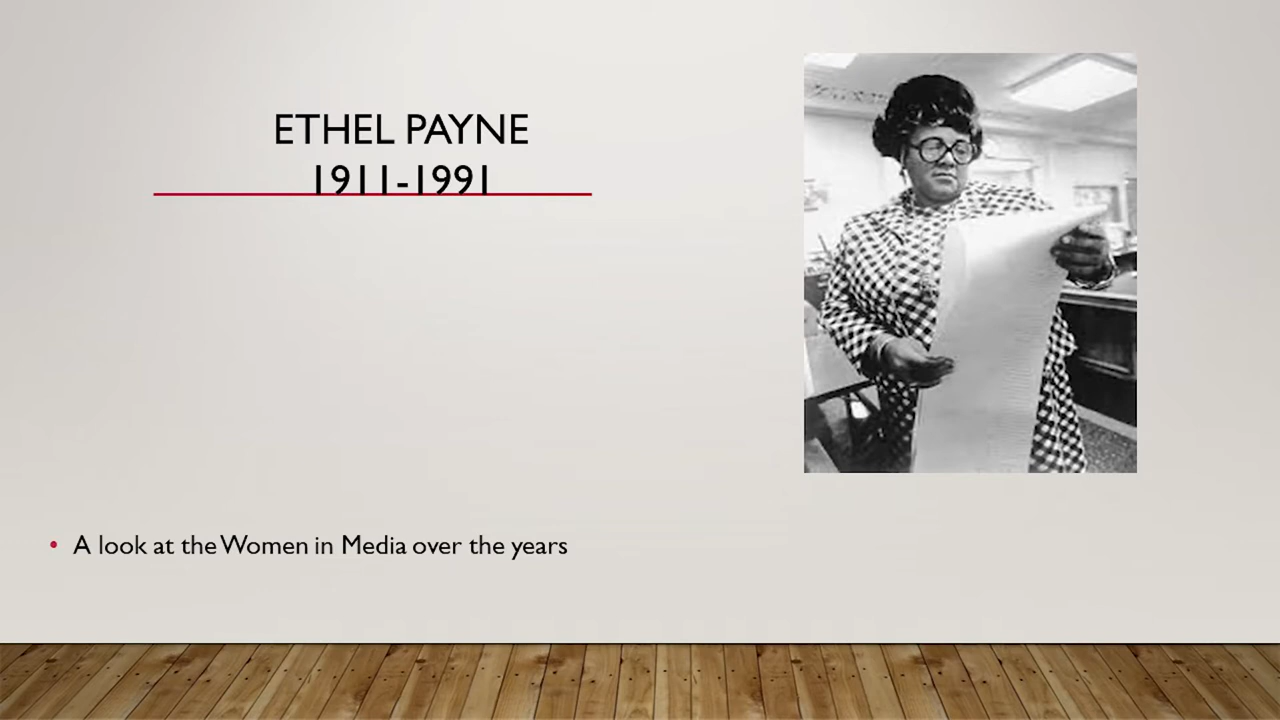 ETHEL PAYNE
1911-1991
• A look at the Women in Media over the years